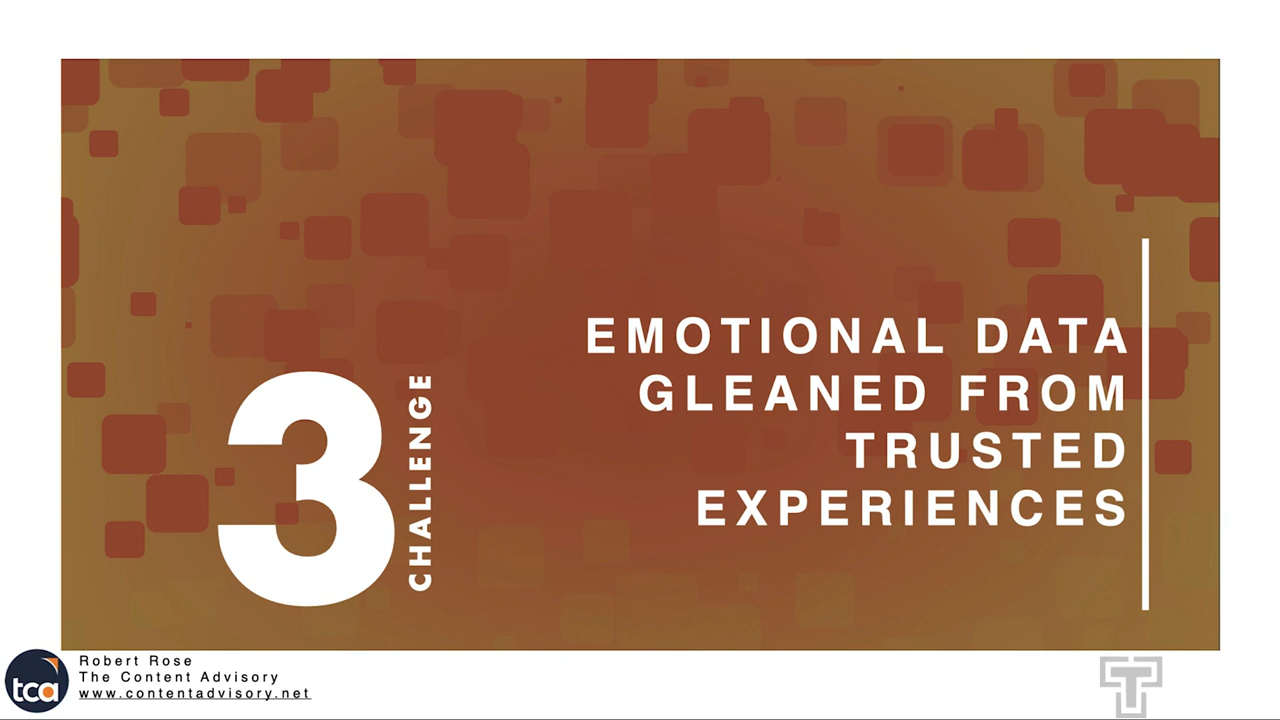 3
CHALLENGE
EMOTIONAL DATA
GLEANED FROM
TRUSTED
EXPERIENCES
tca
Robert Rose
The Content Advisory
www.contentadvisory.net
T